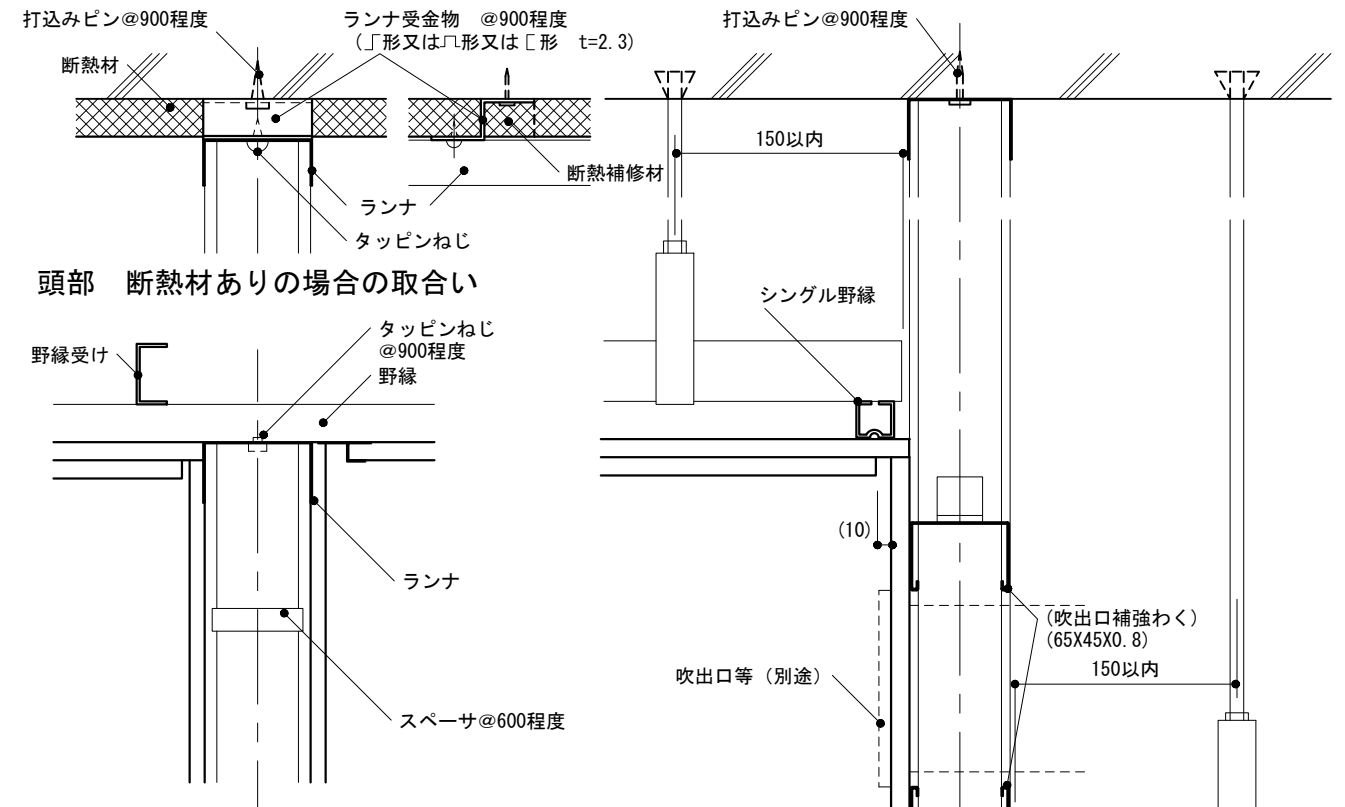 打込みピン@900程度
ランナ受金物 @900程度
(⎾形又は⊓形又は[形 t=2.3)
断熱材
断熱補修材
ランナ
タッピンねじ
頭部 断熱材ありの場合の取合い
野縁受け
タッピンねじ
@900程度
野縁
ランナ
スペーサ@600程度
打込みピン@900程度
150以内
シングル野縁
(10)
(吹出口補強わく)
(65X45X0.8)
150以内
吹出口等(別途)